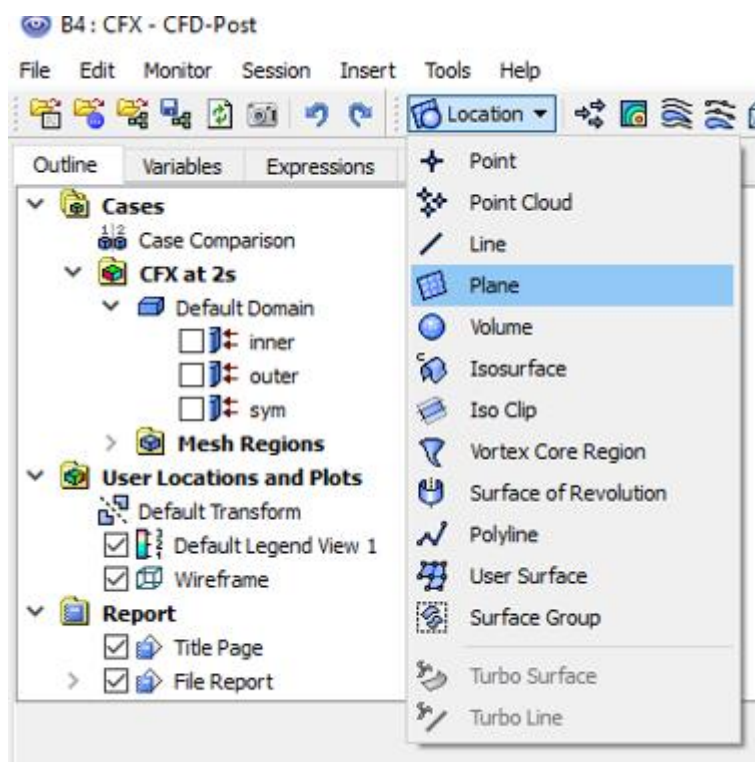 B4 : CFX - CFD-Post
File Edit Monitor Session Insert Tools Help
Location
Outline Variables Expressions
Cases
Case Comparison
CFX at 2s
Default Domain
inner
outer
sym
Mesh Regions
User Locations and Plots
Default Transform
Default Legend View 1
Wireframe
Report
Title Page
File Report
Point
Point Cloud
Line
Plane
Volume
Isosurface
Iso Clip
Vortex Core Region
Surface of Revolution
Polyline
User Surface
Surface Group
Turbo Surface
Turbo Line